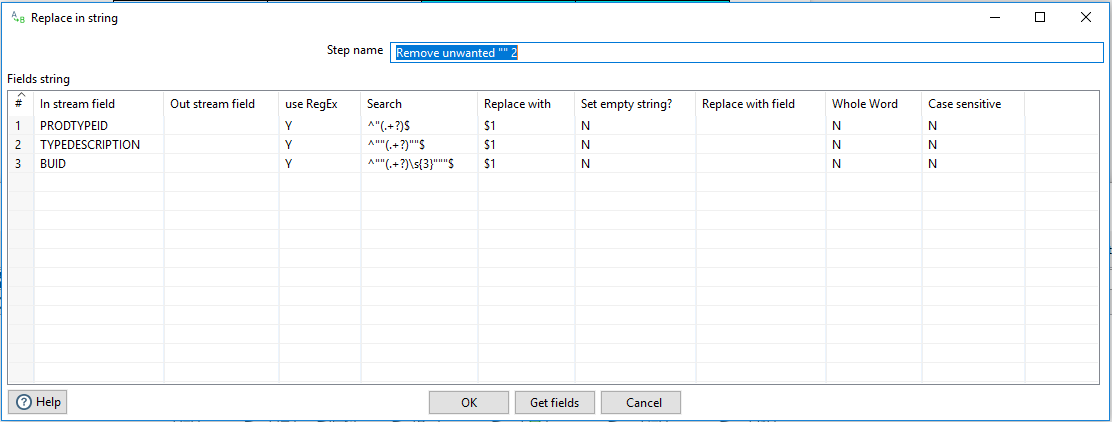 Replace in string
Step name Remove unwanted "" 2
Fields string
# In stream field Out stream field use RegEx Search Replace with Set empty string? Replace with field Whole Word Case sensitive
1 PRODTYPEID Y ^"(.+?)$ $1 N N N
2 TYPEDESCRIPTION Y ^""(.+?)""$ $1 N N N
3 BUID Y ^""(.+?)\s{3}"""$ $1 N N N
Help OK Get fields Cancel